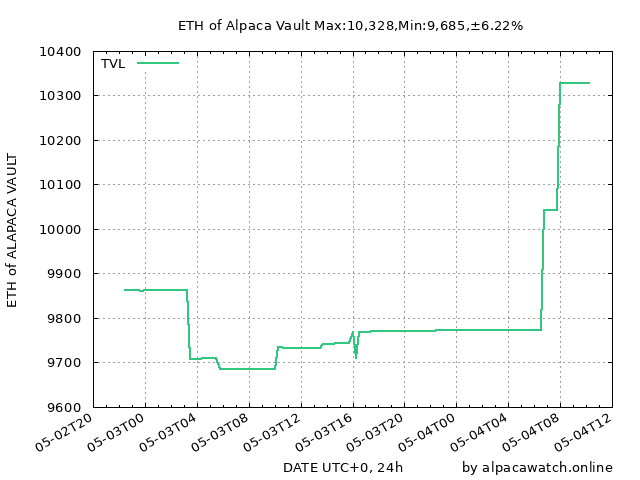 ETH of Alpaca Vault Max:10,328,Min:9,685,±6.22%
TVL
ETH of ALAPACA VAULT
10400
10300
10200
10100
10000
9900
9800
9700
9600
05-02T20
05-03T00
05-03T04
05-03T08
05-03T12
05-03T16
05-03T20
05-04T00
05-04T04
05-04T08
05-04T12
DATE UTC+0, 24h
by alpacawatch.online